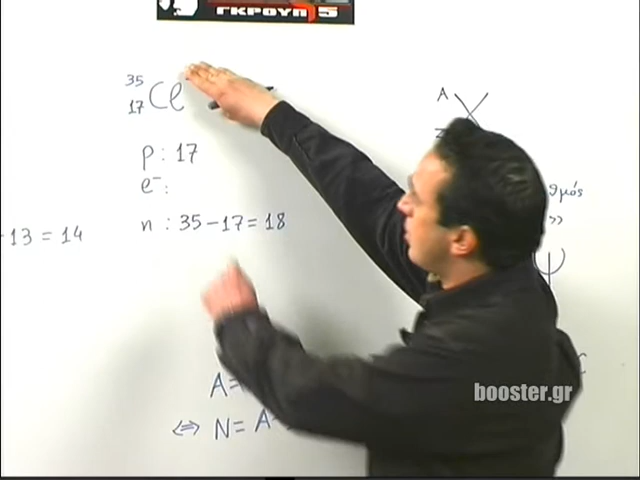 ΓΚΡΟΥΠ 5
35
17 Cl
A X
Z
p : 17
e⁻ :
θμός
n : 35 - 17 = 18
»
- 13 = 14
Ψ
A =
C
⇔ N = A
booster.gr